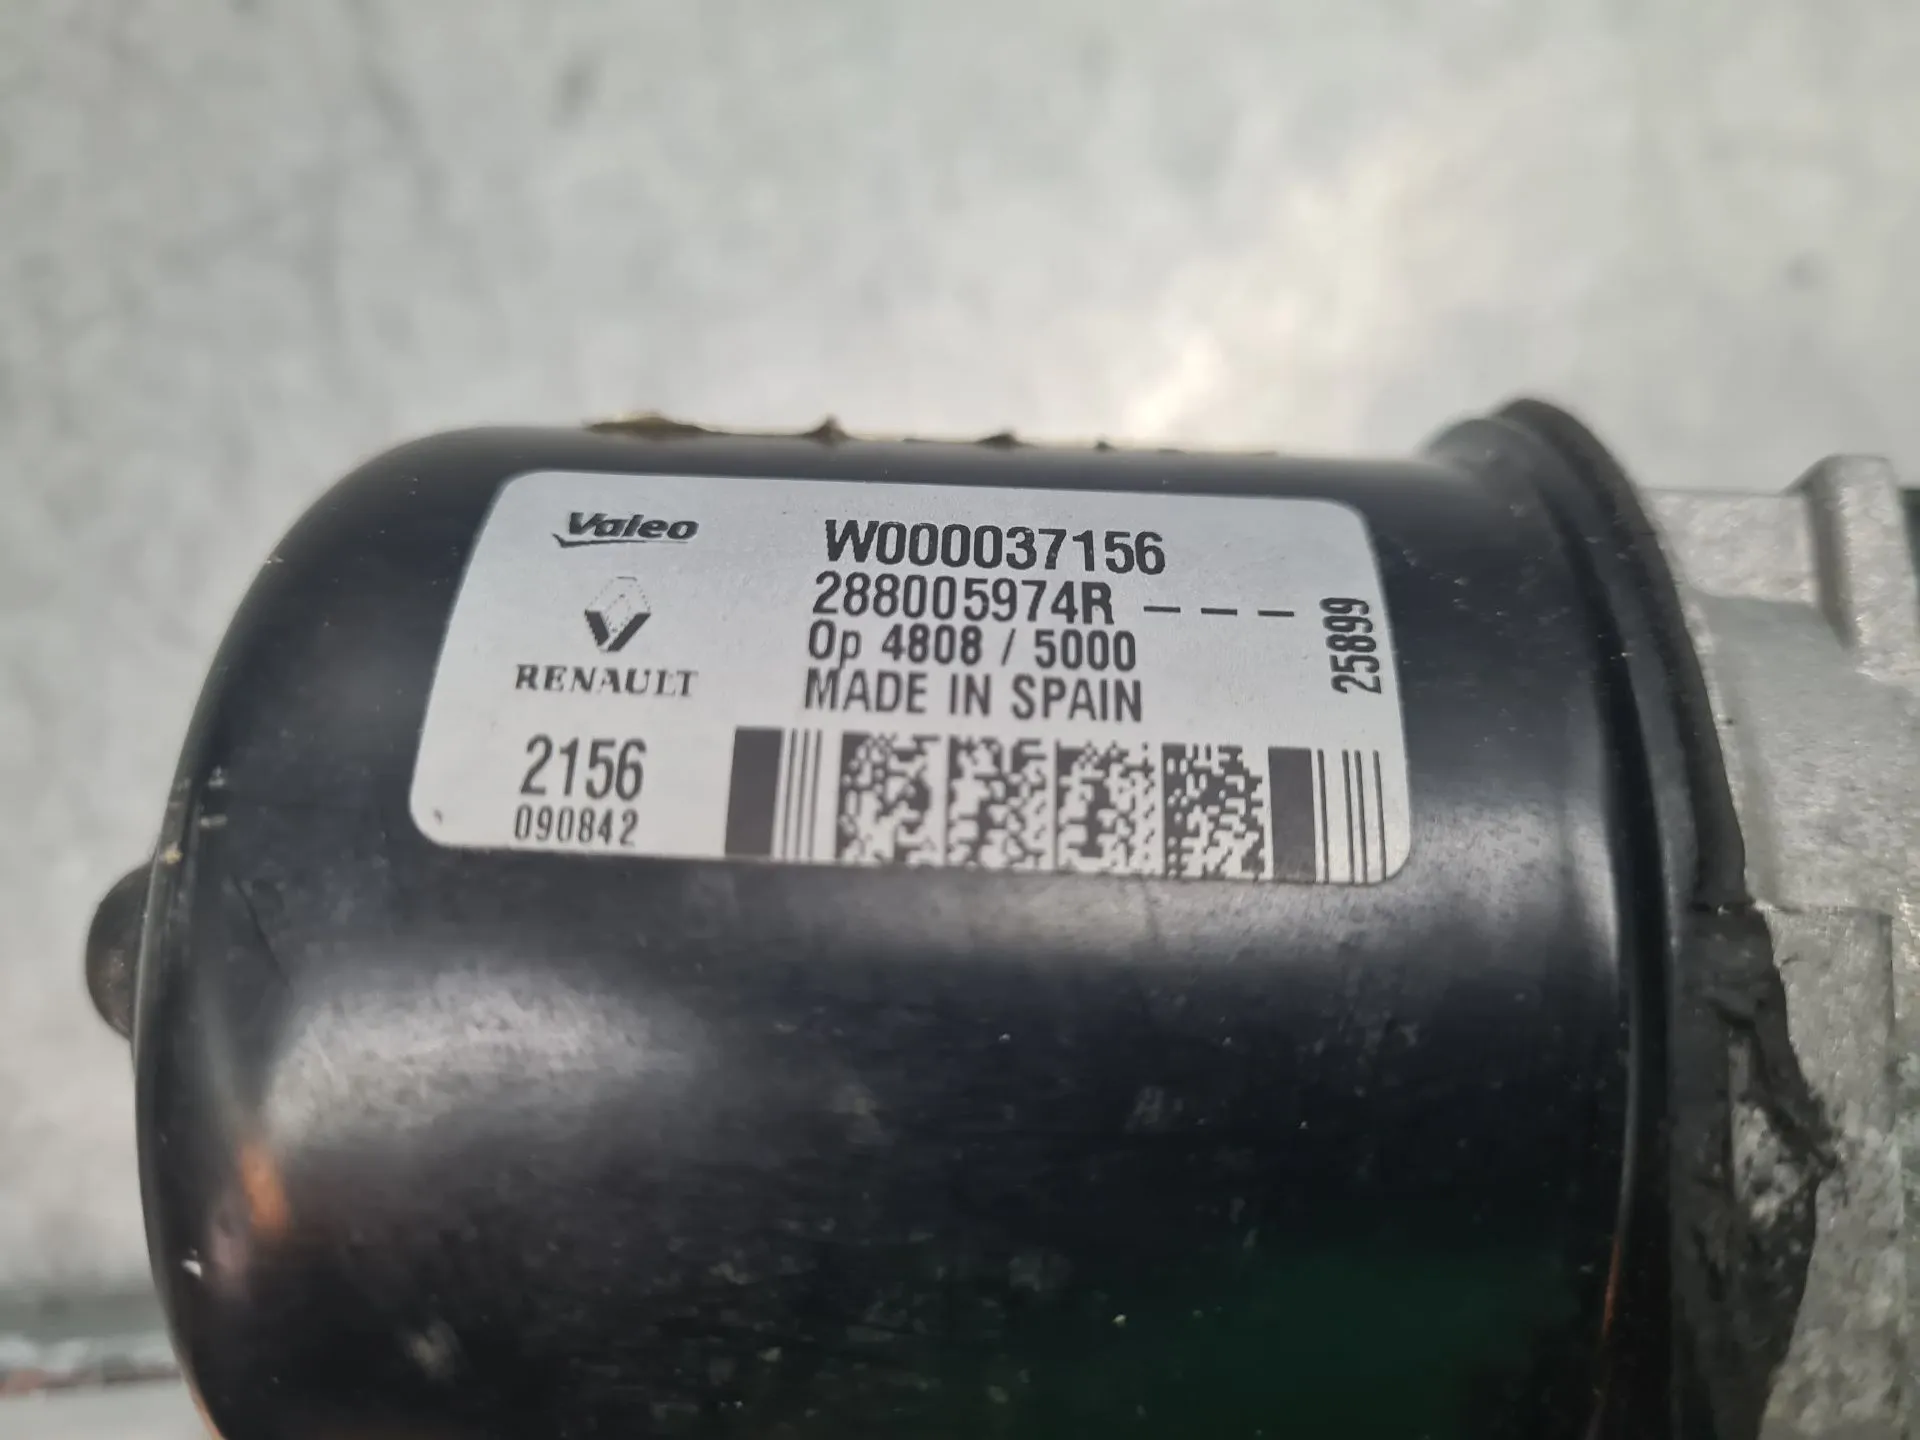 Valeo
W000037156
288005974R – – –
Op 4808 / 5000
MADE IN SPAIN
RENAULT
25899
2156
090842